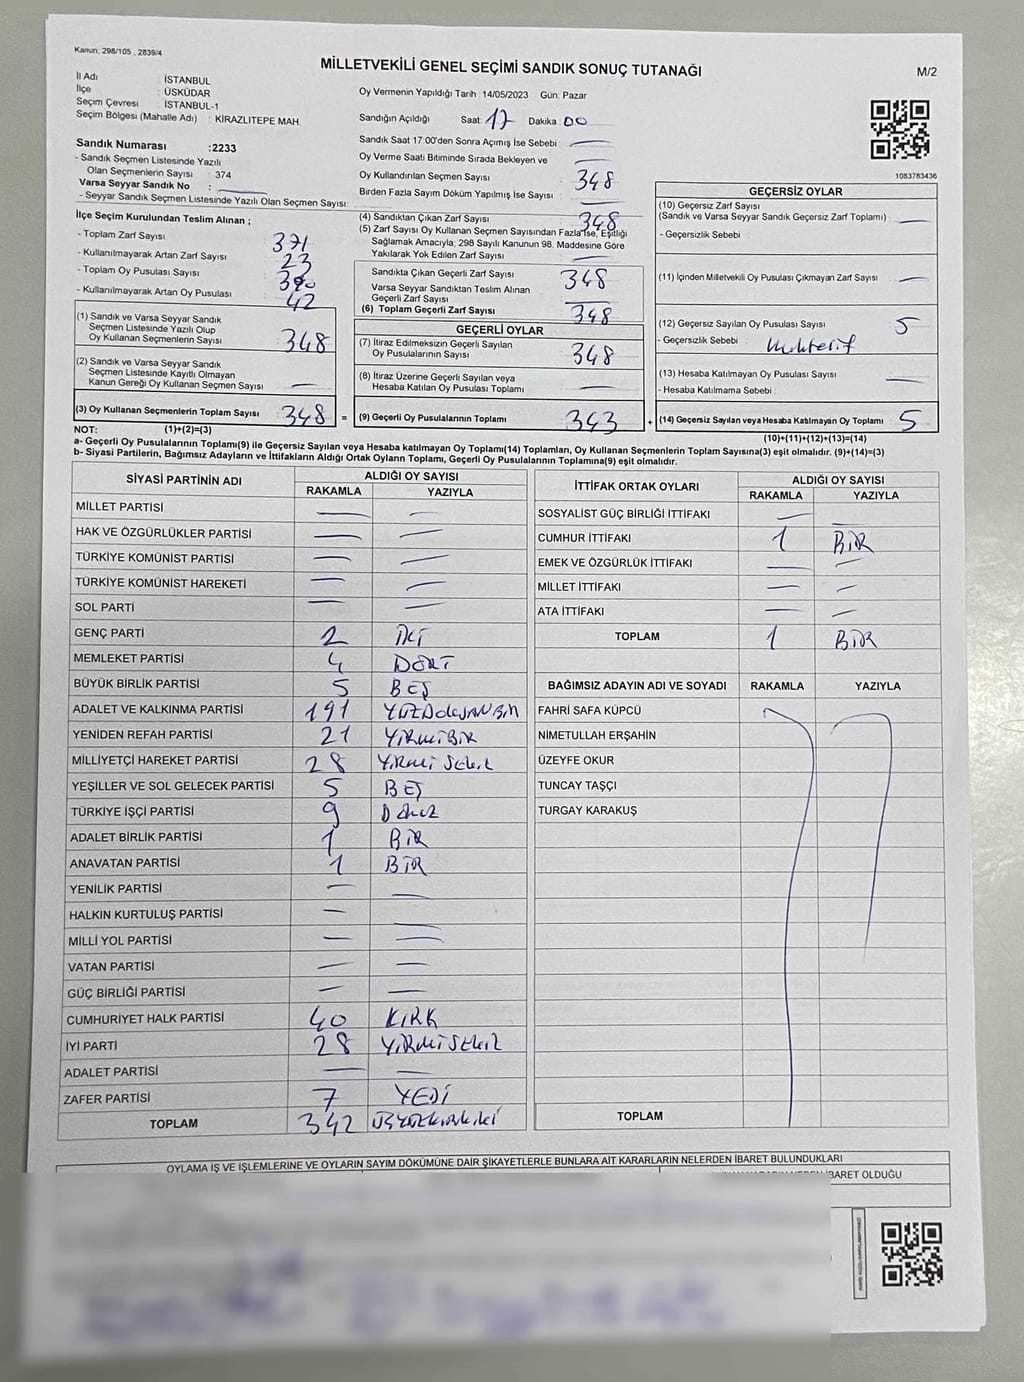 Kanun: 298/105 , 2839/4
MİLLETVEKİLİ GENEL SEÇİMİ SANDIK SONUÇ TUTANAĞI
M/2
İl Adı : İSTANBUL
İlçe : ÜSKÜDAR
Seçim Çevresi : İSTANBUL-1
Seçim Bölgesi (Mahalle Adı) : KİRAZLITEPE MAH.
Sandık Numarası :2233
- Sandık Seçmen Listesinde Yazılı
Olan Seçmenlerin Sayısı : 374
Varsa Seyyar Sandık No : —
- Seyyar Sandık Seçmen Listesinde Yazılı Olan Seçmen Sayısı:
Oy Vermenin Yapıldığı Tarih :14/05/2023 Gün: Pazar
Sandığın Açıldığı Saat: 17 Dakika: 00
Sandık Saat 17:00'den Sonra Açımış İse Sebebi : —
Oy Verme Saati Bitiminde Sırada Bekleyen ve
Oy Kullandırılan Seçmen Sayısı : 348
Birden Fazla Sayım Döküm Yapılmış İse Sayısı : —
1083783436
İlçe Seçim Kurulundan Teslim Alınan ;
- Toplam Zarf Sayısı : 371
- Kullanılmayarak Artan Zarf Sayısı : 23
- Toplam Oy Pusulası Sayısı : 390
- Kullanılmayarak Artan Oy Pusulası : 42
(1) Sandık ve Varsa Seyyar Sandık
Seçmen Listesinde Yazılı Olup
Oy Kullanan Seçmenlerin Sayısı : 348
(2) Sandık ve Varsa Seyyar Sandık
Seçmen Listesinde Kayıtlı Olmayan
Kanun Gereği Oy Kullanan Seçmen Sayısı : —
(3) Oy Kullanan Seçmenlerin Toplam Sayısı : 348 =
(4) Sandıktan Çıkan Zarf Sayısı : 348
(5) Zarf Sayısı Oy Kullanan Seçmen Sayısından Fazla İse, Eşitliği
Sağlamak Amacıyla; 298 Sayılı Kanunun 98. Maddesine Göre
Yakılarak Yok Edilen Zarf Sayısı :
Sandıkta Çıkan Geçerli Zarf Sayısı : 348
Varsa Seyyar Sandıktan Teslim Alınan
Geçerli Zarf Sayısı : —
(6) Toplam Geçerli Zarf Sayısı : 348
GEÇERLİ OYLAR
(7) İtiraz Edilmeksizin Geçerli Sayılan
Oy Pusulalarının Sayısı : 348
(8) İtiraz Üzerine Geçerli Sayılan veya
Hesaba Katılan Oy Pusulası Toplamı : —
(9) Geçerli Oy Pusulalarının Toplamı : 343 +
GEÇERSİZ OYLAR
(10) Geçersiz Zarf Sayısı
(Sandık ve Varsa Seyyar Sandık Geçersiz Zarf Toplamı) : —
- Geçersizlik Sebebi :
(11) İçinden Milletvekili Oy Pusulası Çıkmayan Zarf Sayısı : —
(12) Geçersiz Sayılan Oy Pusulası Sayısı : 5
- Geçersizlik Sebebi : Muhtelif
(13) Hesaba Katılmayan Oy Pusulası Sayısı : —
- Hesaba Katılmama Sebebi :
(14) Geçersiz Sayılan veya Hesaba Katılmayan Oy Toplamı : 5
NOT: (1)+(2)=(3)
(10)+(11)+(12)+(13)=(14)
a- Geçerli Oy Pusulalarının Toplamı(9) ile Geçersiz Sayılan veya Hesaba katılmayan Oy Toplamı(14) Toplamları, Oy Kullanan Seçmenlerin Toplam Sayısına(3) eşit olmalıdır. (9)+(14)=(3)
b- Siyasi Partilerin, Bağımsız Adayların ve İttifakların Aldığı Ortak Oyların Toplamı, Geçerli Oy Pusulalarının Toplamına(9) eşit olmalıdır.
SİYASİ PARTİNİN ADI ALDIĞI OY SAYISI
RAKAMLA YAZIYLA
MİLLET PARTİSİ — —
HAK VE ÖZGÜRLÜKLER PARTİSİ — —
TÜRKİYE KOMÜNİST PARTİSİ — —
TÜRKİYE KOMÜNİST HAREKETİ — —
SOL PARTİ — —
GENÇ PARTİ 2 İKİ
MEMLEKET PARTİSİ 4 DÖRT
BÜYÜK BİRLİK PARTİSİ 5 BEŞ
ADALET VE KALKINMA PARTİSİ 191 YÜZDOKSANBİR
YENİDEN REFAH PARTİSİ 21 YİRMİBİR
MİLLİYETÇİ HAREKET PARTİSİ 28 YİRMİ SEKİZ
YEŞİLLER VE SOL GELECEK PARTİSİ 5 BEŞ
TÜRKİYE İŞÇİ PARTİSİ 9 DOKUZ
ADALET BİRLİK PARTİSİ 1 BİR
ANAVATAN PARTİSİ 1 BİR
YENİLİK PARTİSİ — —
HALKIN KURTULUŞ PARTİSİ — —
MİLLİ YOL PARTİSİ — —
VATAN PARTİSİ — —
GÜÇ BİRLİĞİ PARTİSİ — —
CUMHURİYET HALK PARTİSİ 40 KIRK
İYİ PARTİ 28 YİRMİSEKİZ
ADALET PARTİSİ — —
ZAFER PARTİSİ 7 YEDİ
TOPLAM 342 ÜÇYÜZKIRKİKİ
İTTİFAK ORTAK OYLARI ALDIĞI OY SAYISI
RAKAMLA YAZIYLA
SOSYALİST GÜÇ BİRLİĞİ İTTİFAKI — —
CUMHUR İTTİFAKI 1 BİR
EMEK VE ÖZGÜRLÜK İTTİFAKI — —
MİLLET İTTİFAKI — —
ATA İTTİFAKI — —
TOPLAM 1 BİR
BAĞIMSIZ ADAYIN ADI VE SOYADI RAKAMLA YAZIYLA
FAHRİ SAFA KÜPCÜ
NİMETULLAH ERŞAHİN
ÜZEYFE OKUR
TUNCAY TAŞÇI
TURGAY KARAKUŞ
TOPLAM
OYLAMA İŞ VE İŞLEMLERİNE VE OYLARIN SAYIM DÖKÜMÜNE DAİR ŞİKAYETLERLE BUNLARA AİT KARARLARIN NELERDEN İBARET BULUNDUKLARI
İBARET OLDUĞU